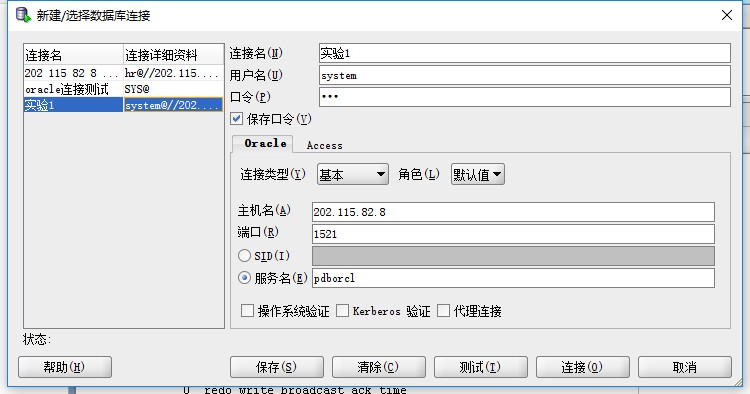 新建/选择数据库连接
连接名 连接详细资料
202 115 82 8 ... hr@//202.115....
oracle连接测试 SYS@
实验1 system@//202....
连接名(N) 实验1
用户名(U) system
口令(P) •••
保存口令(V)
Oracle Access
连接类型(Y) 基本 角色(L) 默认值
主机名(A) 202.115.82.8
端口(R) 1521
SID(I)
服务名(E) pdborcl
操作系统验证 Kerberos 验证 代理连接
状态:
帮助(H) 保存(S) 清除(C) 测试(T) 连接(O) 取消
0 redo write broadcast ack time